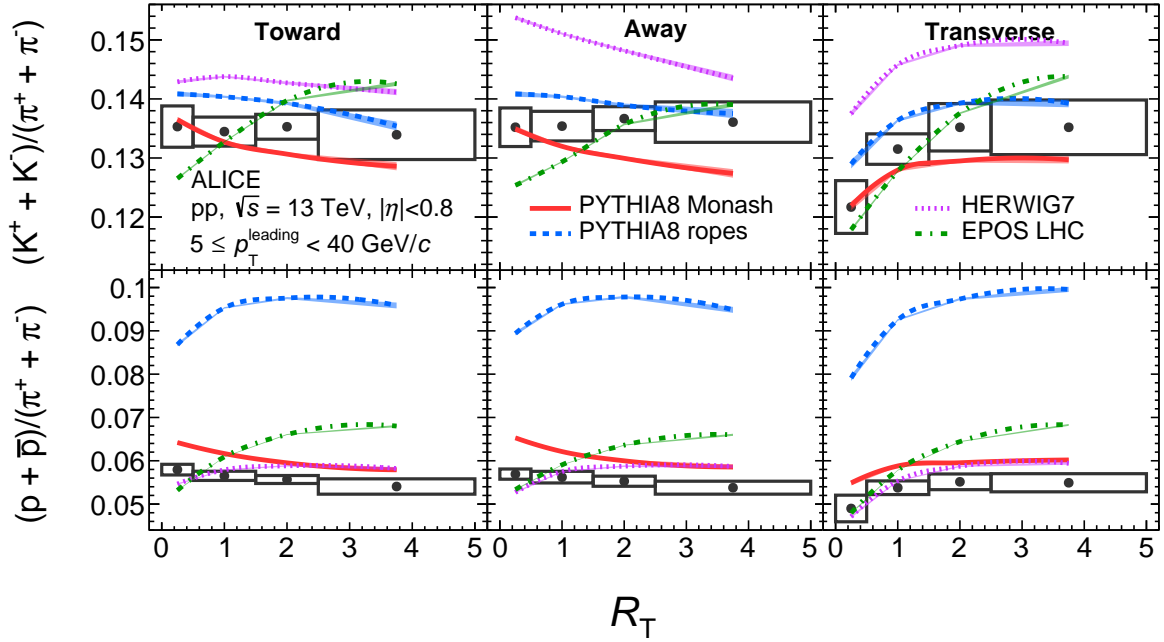 Toward
Away
Transverse
(K⁺ + K⁻)/(π⁺ + π⁻)
0.15
0.14
0.13
0.12
ALICE
pp, √s = 13 TeV, |η|<0.8
5 ≤ p_T^leading < 40 GeV/c
PYTHIA8 Monash
PYTHIA8 ropes
HERWIG7
EPOS LHC
(p + p̅)/(π⁺ + π⁻)
0.1
0.09
0.08
0.07
0.06
0.05
0 1 2 3 4 5
0 1 2 3 4 5
0 1 2 3 4 5
R_T